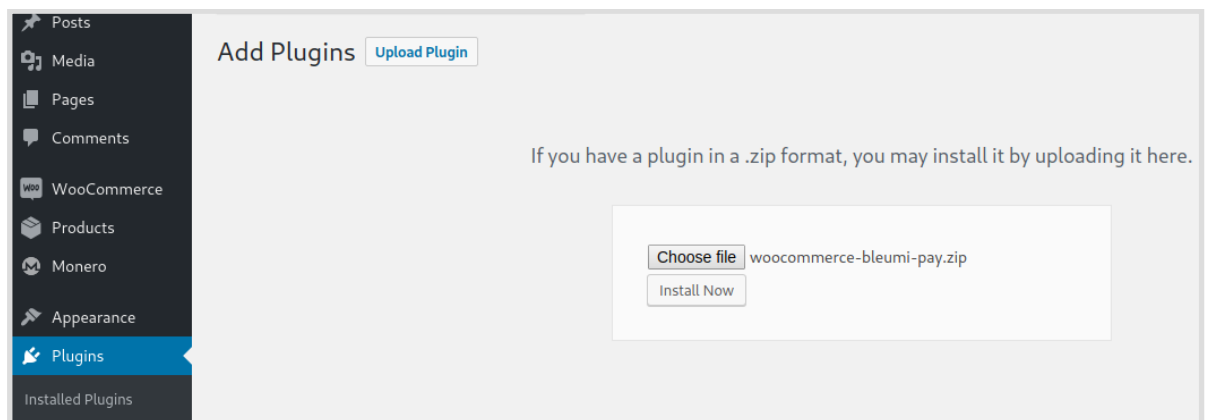 Posts
Media
Pages
Comments
WOO WooCommerce
Products
Monero
Appearance
Plugins
Installed Plugins
Add Plugins Upload Plugin
If you have a plugin in a .zip format, you may install it by uploading it here.
Choose file woocommerce-bleumi-pay.zip
Install Now